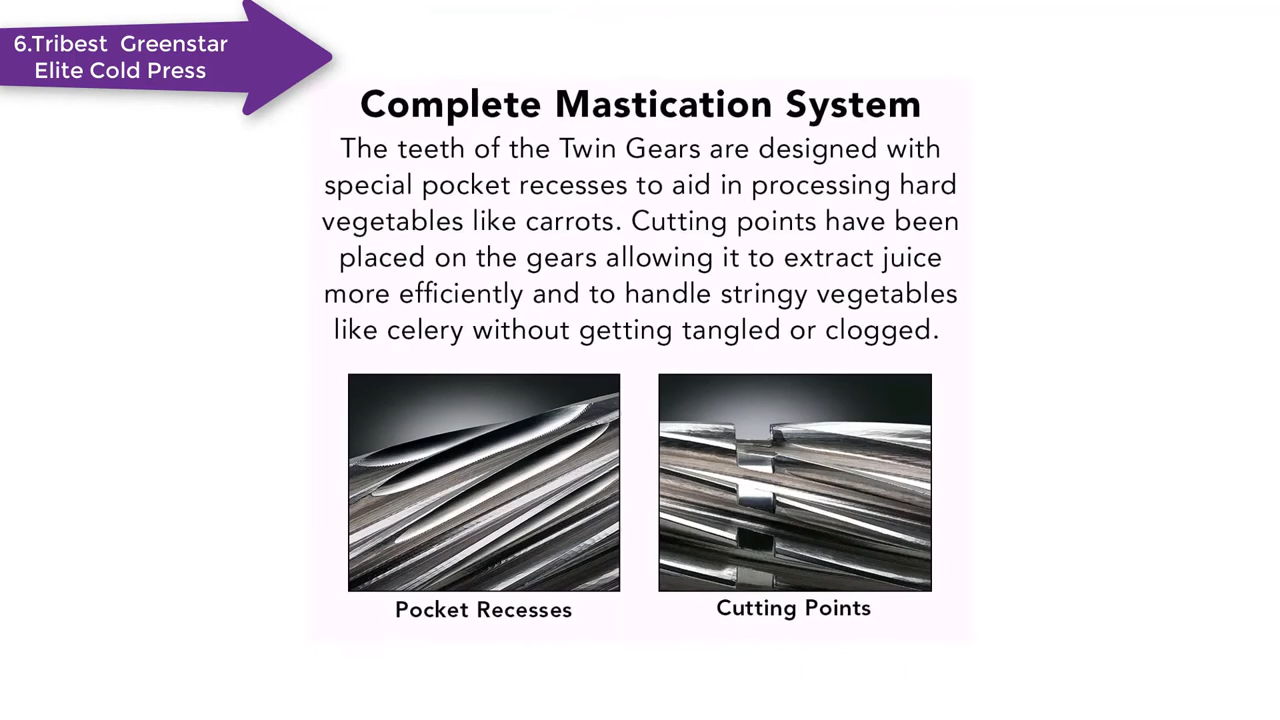 6.Tribest Greenstar
Elite Cold Press
Complete Mastication System
The teeth of the Twin Gears are designed with
special pocket recesses to aid in processing hard
vegetables like carrots. Cutting points have been
placed on the gears allowing it to extract juice
more efficiently and to handle stringy vegetables
like celery without getting tangled or clogged.
Pocket Recesses
Cutting Points